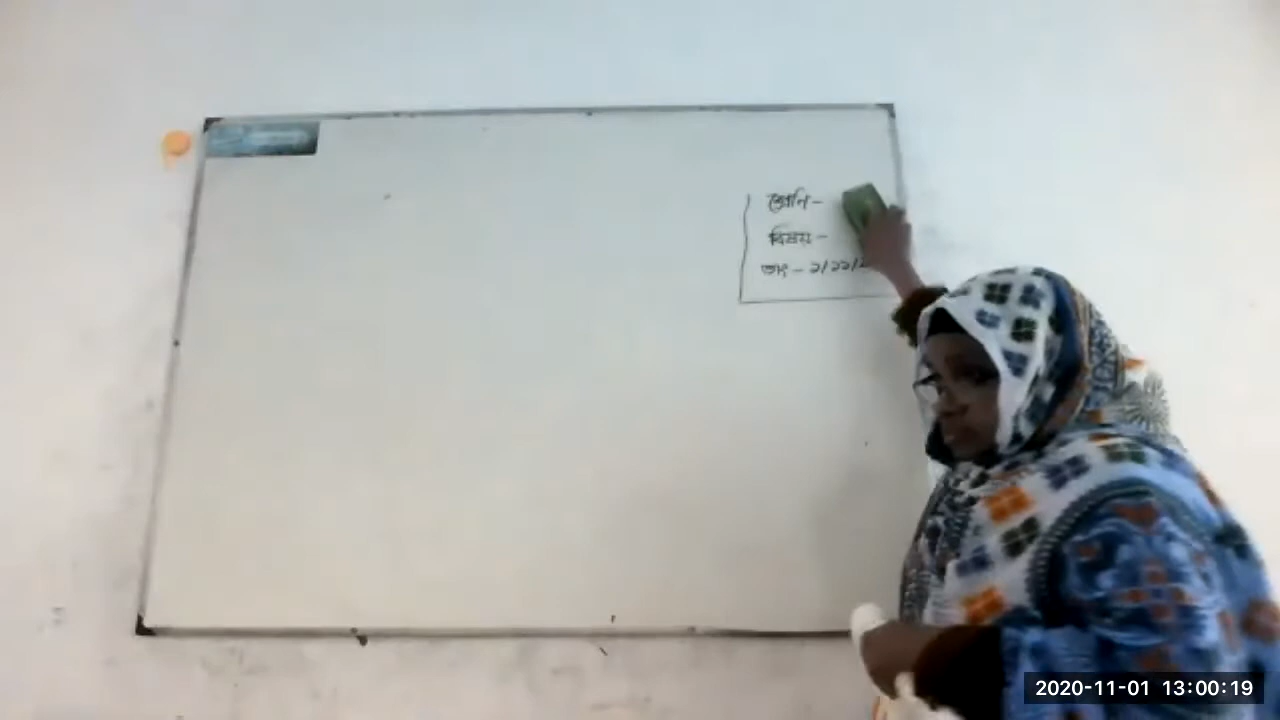 শ্রেণি-
বিষয়-
তাং - ১/১১/
2020-11-01 13:00:19